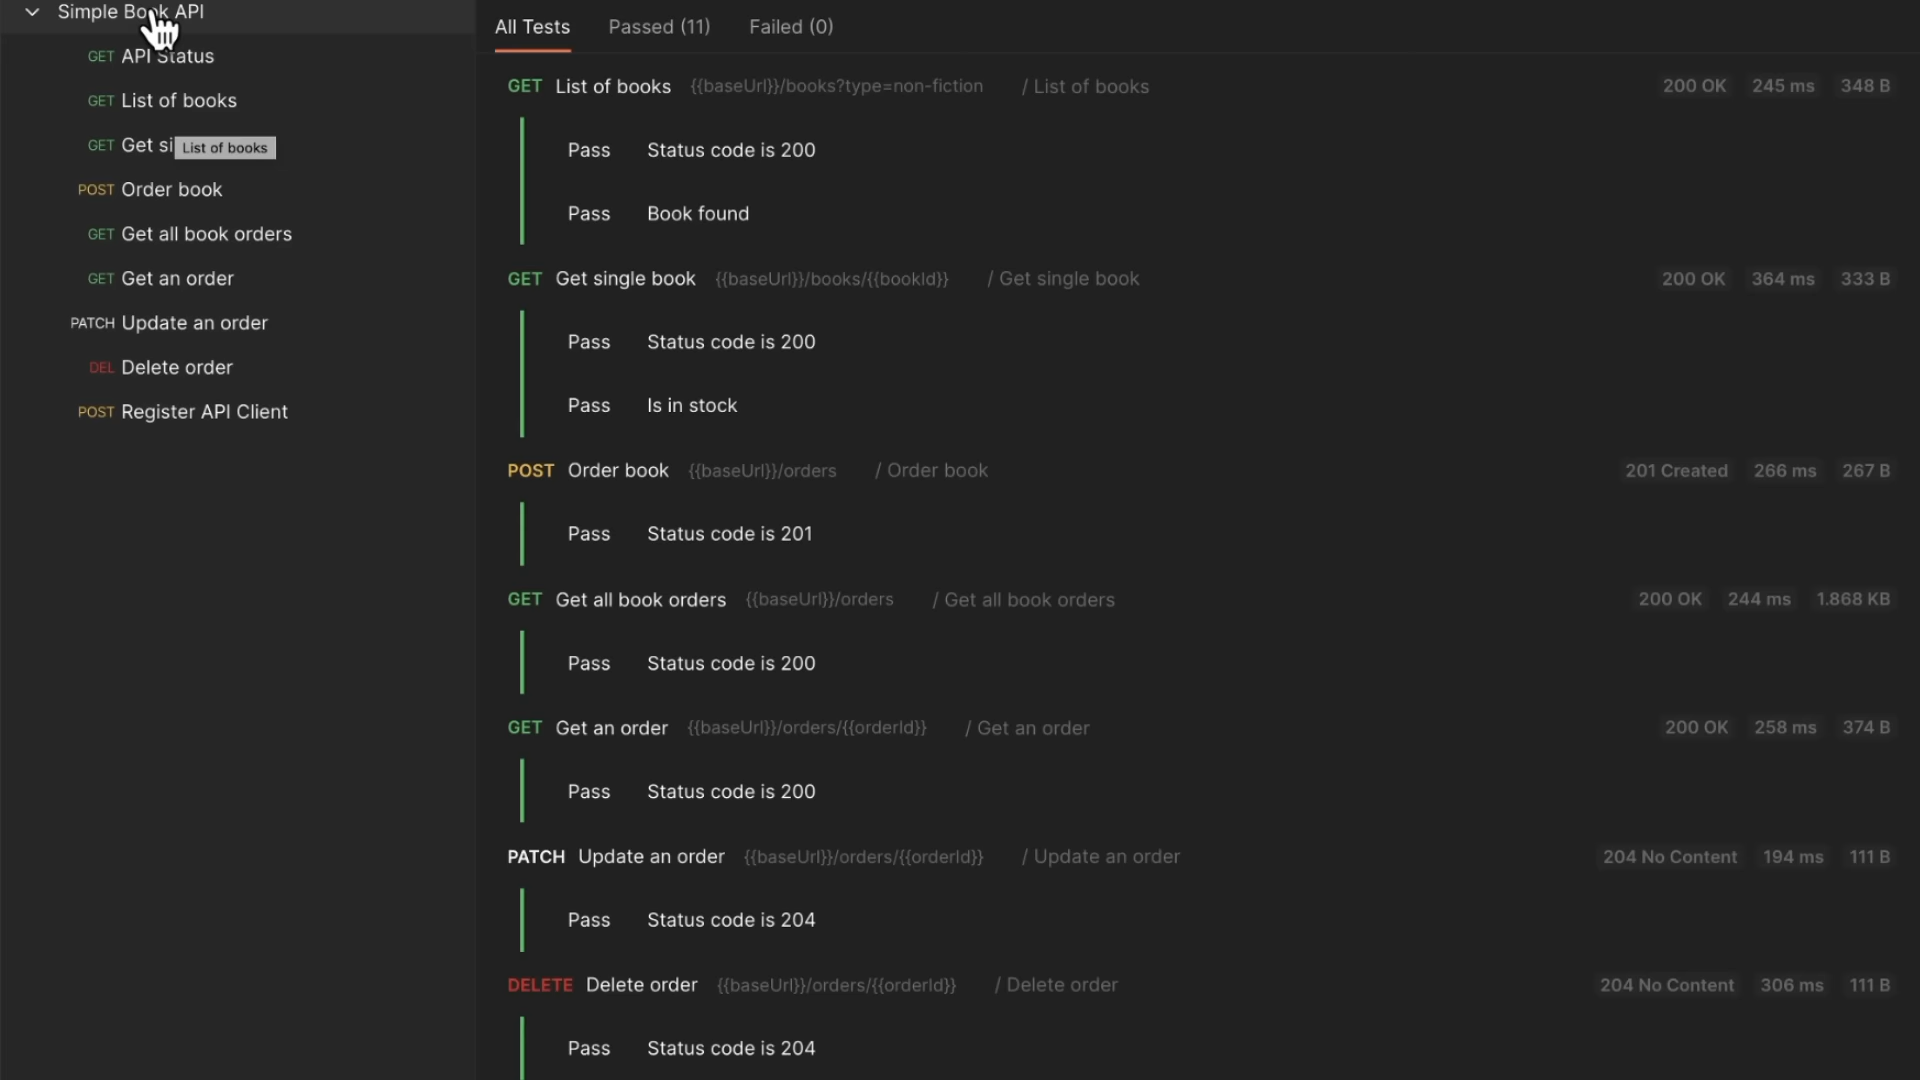 Simple Book API
GET API Status
GET List of books
GET Get si
List of books
POST Order book
GET Get all book orders
GET Get an order
PATCH Update an order
DEL Delete order
POST Register API Client
All Tests Passed (11) Failed (0)
GET List of books {{baseUrl}}/books?type=non-fiction / List of books 200 OK 245 ms 348 B
Pass Status code is 200
Pass Book found
GET Get single book {{baseUrl}}/books/{{bookId}} / Get single book 200 OK 364 ms 333 B
Pass Status code is 200
Pass Is in stock
POST Order book {{baseUrl}}/orders / Order book 201 Created 266 ms 267 B
Pass Status code is 201
GET Get all book orders {{baseUrl}}/orders / Get all book orders 200 OK 244 ms 1.868 KB
Pass Status code is 200
GET Get an order {{baseUrl}}/orders/{{orderId}} / Get an order 200 OK 258 ms 374 B
Pass Status code is 200
PATCH Update an order {{baseUrl}}/orders/{{orderId}} / Update an order 204 No Content 194 ms 111 B
Pass Status code is 204
DELETE Delete order {{baseUrl}}/orders/{{orderId}} / Delete order 204 No Content 306 ms 111 B
Pass Status code is 204